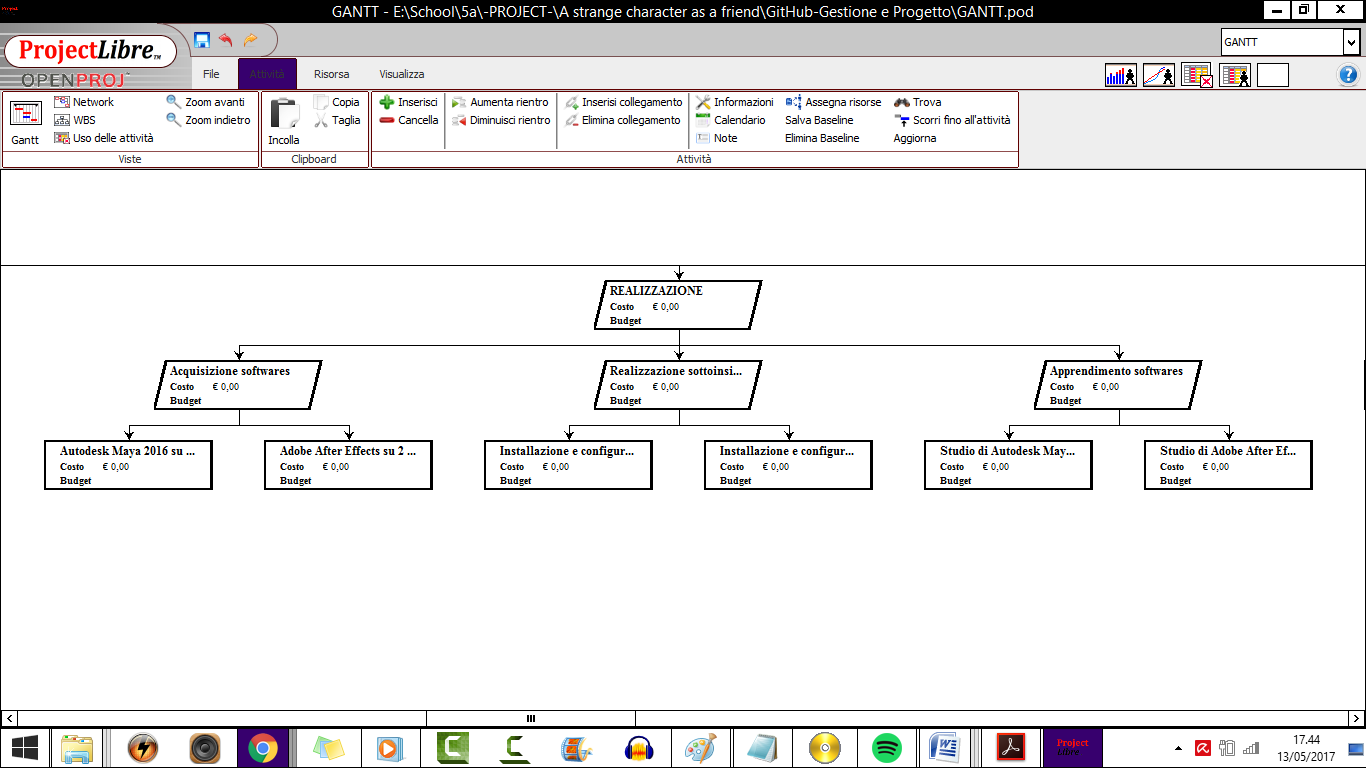 GANTT - E:\School\5a\-PROJECT-\A strange character as a friend\GitHub-Gestione e Progetto\GANTT.pod
ProjectLibre TM
OPENPROJ
GANTT
File Attività Risorsa Visualizza
Network Zoom avanti Copia Inserisci Aumenta rientro Inserisi collegamento Informazioni Assegna risorse Trova
WBS Zoom indietro Taglia Cancella Diminuisci rientro Elimina collegamento Calendario Salva Baseline Scorri fino all'attività
Gantt Uso delle attività Incolla Note Elimina Baseline Aggiorna
Viste Clipboard Attività
REALIZZAZIONE
Costo € 0,00
Budget
Acquisizione softwares
Costo € 0,00
Budget
Realizzazione sottoinsi...
Costo € 0,00
Budget
Apprendimento softwares
Costo € 0,00
Budget
Autodesk Maya 2016 su ...
Costo € 0,00
Budget
Adobe After Effects su 2 ...
Costo € 0,00
Budget
Installazione e configur...
Costo € 0,00
Budget
Installazione e configur...
Costo € 0,00
Budget
Studio di Autodesk May...
Costo € 0,00
Budget
Studio di Adobe After Ef...
Costo € 0,00
Budget
Project
Libre
17.44
13/05/2017